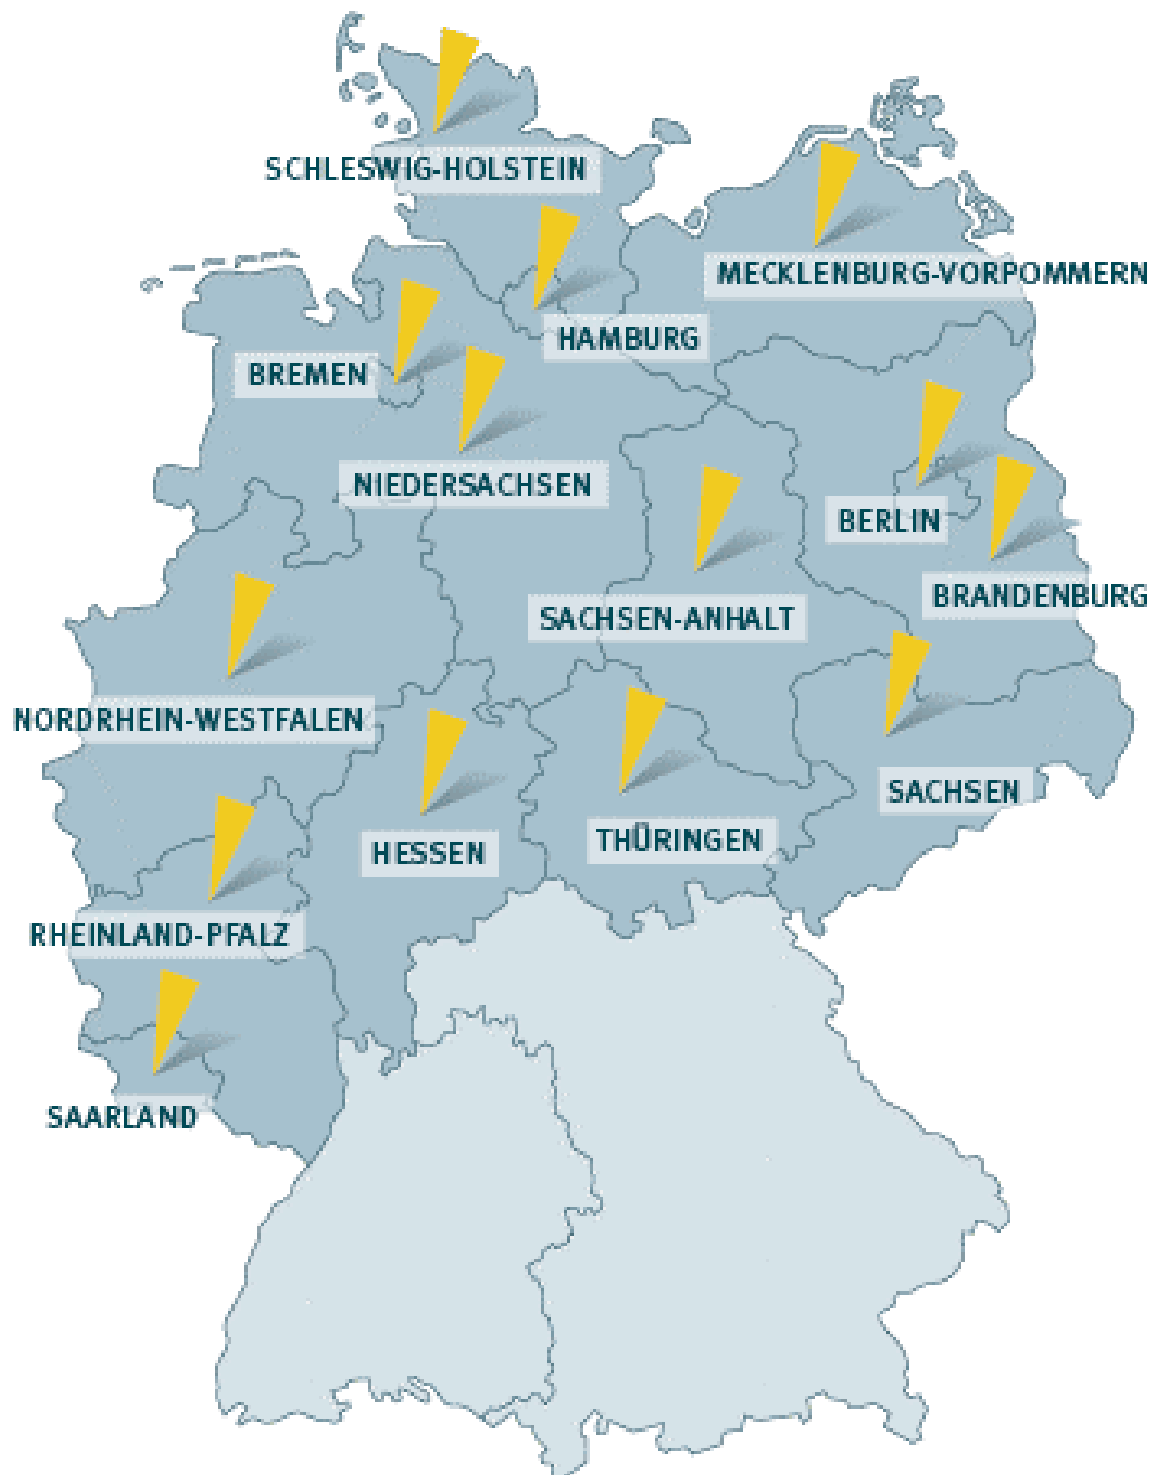 SCHLESWIG-HOLSTEIN
MECKLENBURG-VORPOMMERN
HAMBURG
BREMEN
NIEDERSACHSEN
BERLIN
BRANDENBURG
SACHSEN-ANHALT
NORDRHEIN-WESTFALEN
SACHSEN
THÜRINGEN
HESSEN
RHEINLAND-PFALZ
SAARLAND